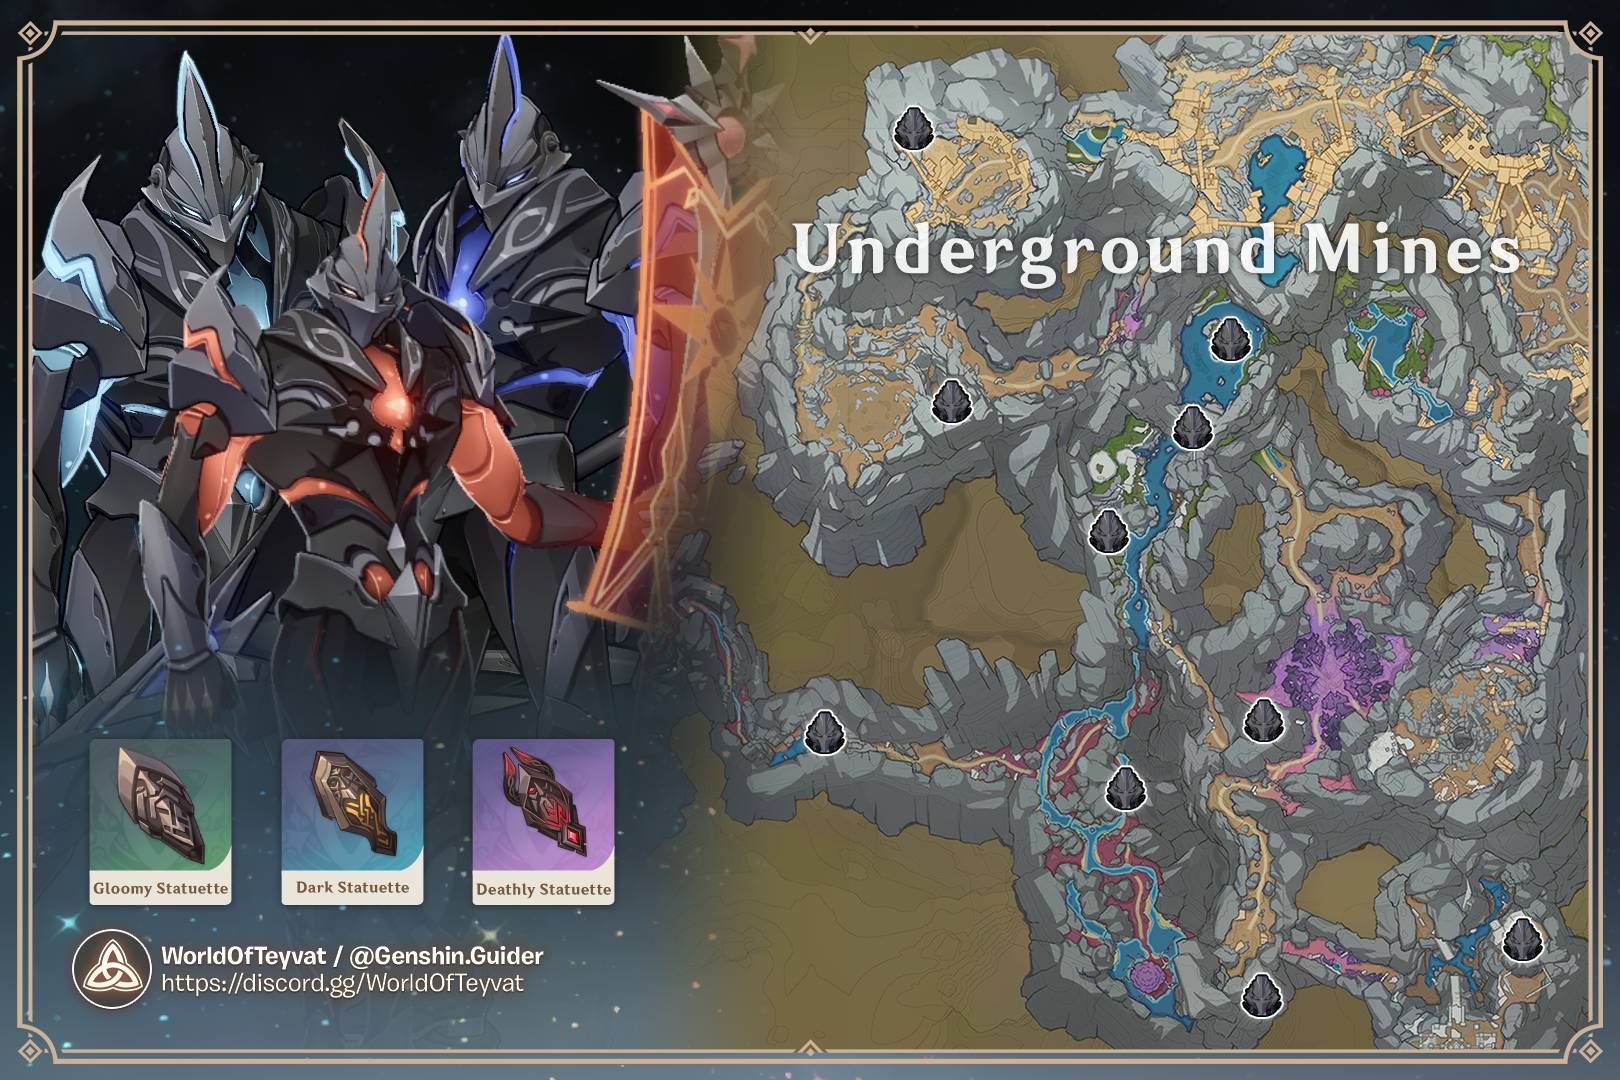 Underground Mines
Gloomy Statuette
Dark Statuette
Deathly Statuette
WorldOfTeyvat / @Genshin.Guider
https://discord.gg/WorldOfTeyvat